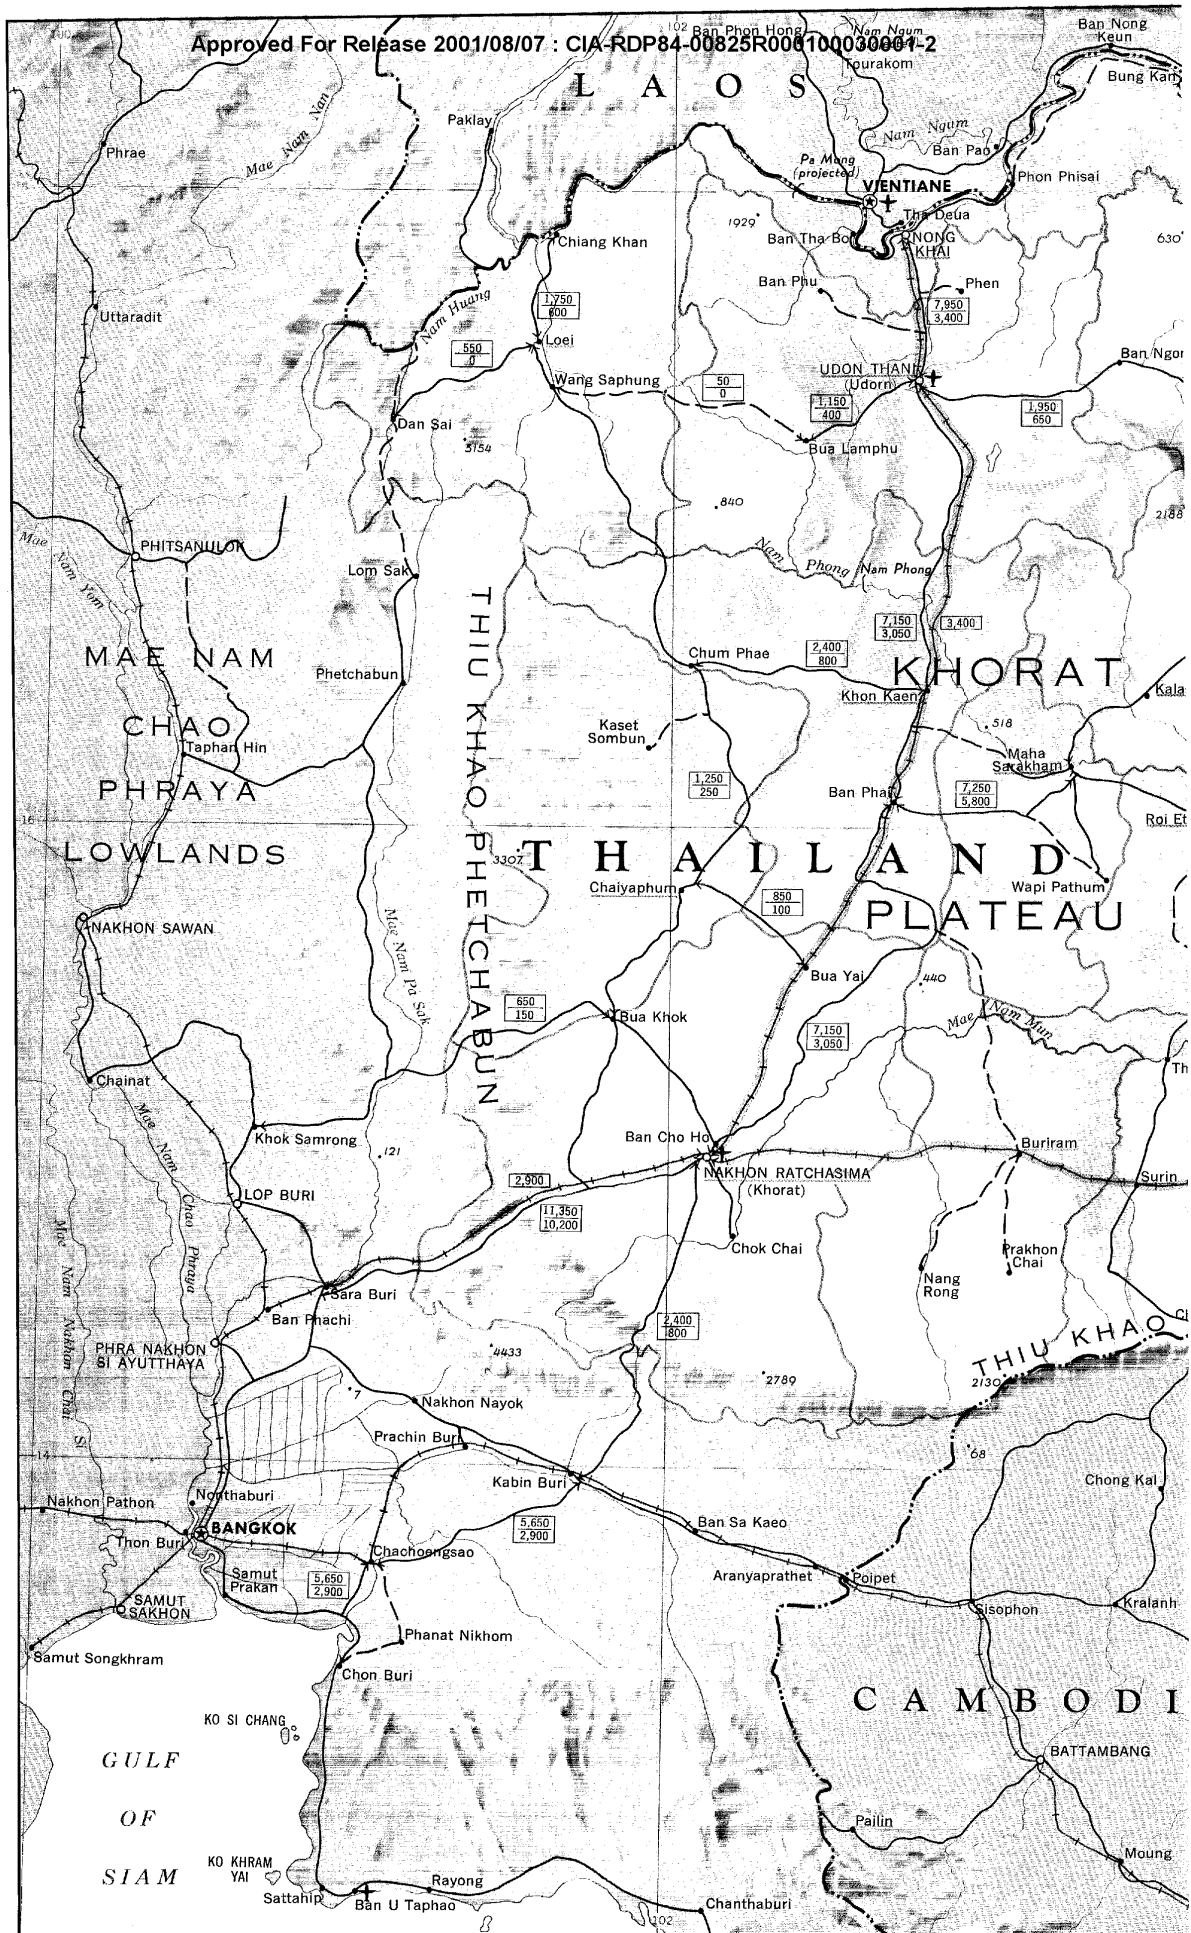 100
102
Ban Phon Hong
Nam Ngum
Ban Nong
Keun
Approved For Release 2001/08/07 : CIA-RDP84-00825R000100030001-2
Tourakom
Bung Kan
L A O S
Paklay
Mae Nam Nan
Phrae
Nam Ngum
Ban Pao
Pa Mong
(projected)
Phon Phisai
VIENTIANE
Tha Deua
1929
Ban Tha Bo
NONG
KHAI
630
Chiang Khan
Ban Phu
Phen
Nam Huang
1,750
600
7,950
3,400
Uttaradit
Loei
550
0
Ban Ngon
UDON THANI
(Udorn)
Wang Saphung
50
0
1,150
400
1,950
650
Dan Sai
5154
Bua Lamphu
840
2188
Mae Nam Yom
PHITSANULOK
Nam Phong
Nam Phong
Lom Sak
7,150
3,050
3,400
THIU KHAO PHETCHABUN
MAE NAM
CHAO
PHRAYA
LOWLANDS
Chum Phae
2,400
800
KHORAT
Phetchabun
Khon Kaen
Kala
Kaset
Sombun
518
Taphan Hin
Maha
Sarakham
1,250
250
Ban Phai
7,250
5,800
16
Roi Et
3307
T H A I L A N D
Chaiyaphum
850
100
Wapi Pathum
PLATEAU
NAKHON SAWAN
Mae Nam Pa Sak
Bua Yai
440
650
150
Bua Khok
7,150
3,050
Mae Nam Mun
Th
Chainat
Mae Nam Chao Phraya
Khok Samrong
121
Ban Cho Ho
Buriram
NAKHON RATCHASIMA
(Khorat)
2,900
Surin
LOP BURI
11,350
10,200
Mae Nam Nakhon Chai Si
Chok Chai
Prakhon
Chai
Nang
Rong
Sara Buri
Ban Phachi
2,400
800
PHRA NAKHON
SI AYUTTHAYA
4433
THIU KHAO
2789
2130
7
Nakhon Nayok
Prachin Buri
68
14
Kabin Buri
Chong Kal
Nakhon Pathon
Nonthaburi
5,650
2,900
Ban Sa Kaeo
BANGKOK
Thon Buri
Chachoengsao
Samut
Prakan
5,650
2,900
Aranyaprathet
Poipet
SAMUT
SAKHON
Sisophon
Kralanh
Phanat Nikhom
Samut Songkhram
Chon Buri
C A M B O D I
KO SI CHANG
GULF
OF
SIAM
BATTAMBANG
Pailin
Moung
KO KHRAM
YAI
Rayong
Sattahip
Ban U Taphao
Chanthaburi
102